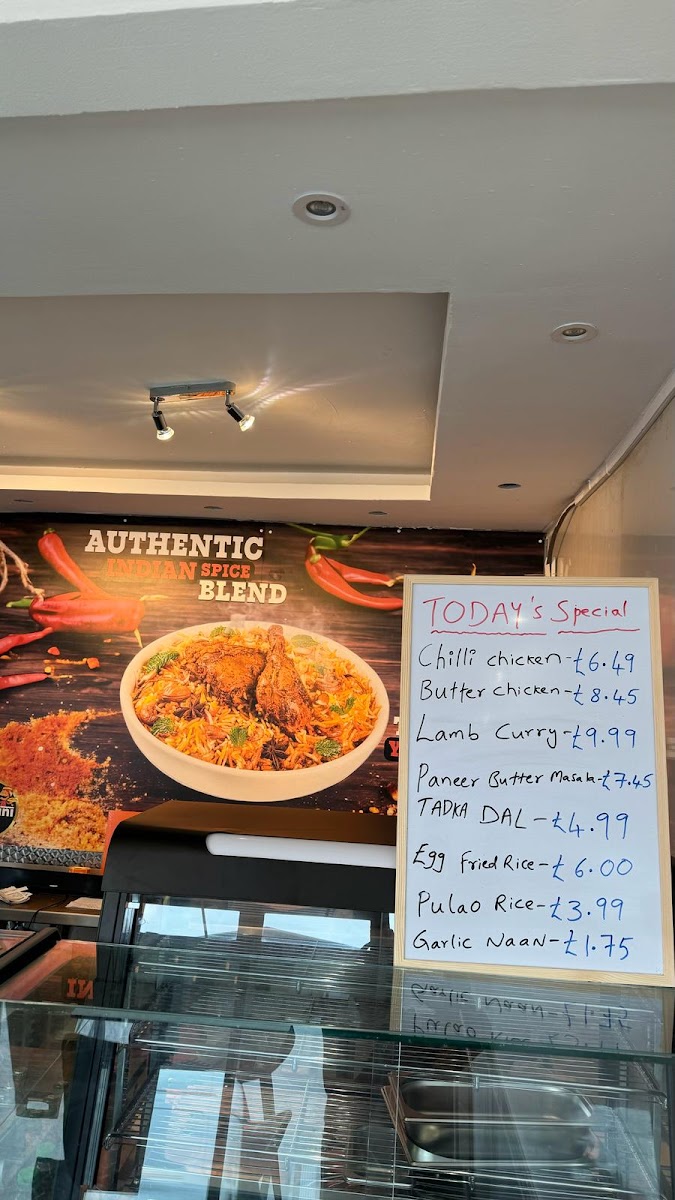 AUTHENTIC
INDIAN SPICE
BLEND
TODAY's Special
Chilli chicken - £6.49
Butter chicken - £8.45
Lamb Curry - £9.99
Paneer Butter Masala - £7.45
TADKA DAL - £4.99
Egg Fried Rice - £6.00
Pulao Rice - £3.99
Garlic NaaN - £1.75